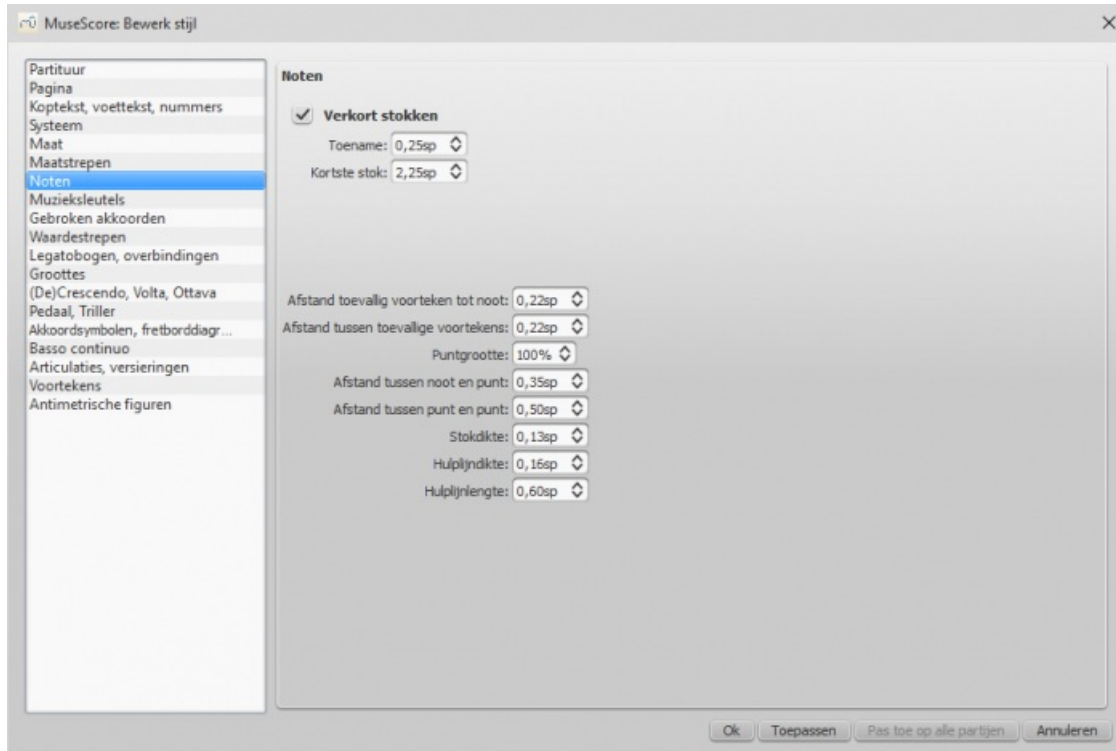 MuseScore: Bewerk stijl
Partituur
Pagina
Koptekst, voettekst, nummers
Systeem
Maat
Maatstrepen
Noten
Muzieksleutels
Gebroken akkoorden
Waardestrepen
Legatobogen, overbindingen
Groottes
(De)Crescendo, Volta, Ottava
Pedaal, Triller
Akkoordsymbolen, fretborddiagr...
Basso continuo
Articulaties, versieringen
Voortekens
Antimetrische figuren
Noten
Verkort stokken
Toename: 0,25sp
Kortste stok: 2,25sp
Afstand toevallig voorteken tot noot: 0,22sp
Afstand tussen toevallige voortekens: 0,22sp
Puntgrootte: 100%
Afstand tussen noot en punt: 0,35sp
Afstand tussen punt en punt: 0,50sp
Stokdikte: 0,13sp
Hulplijndikte: 0,16sp
Hulplijnlengte: 0,60sp
Ok Toepassen Pas toe op alle partijen Annuleren